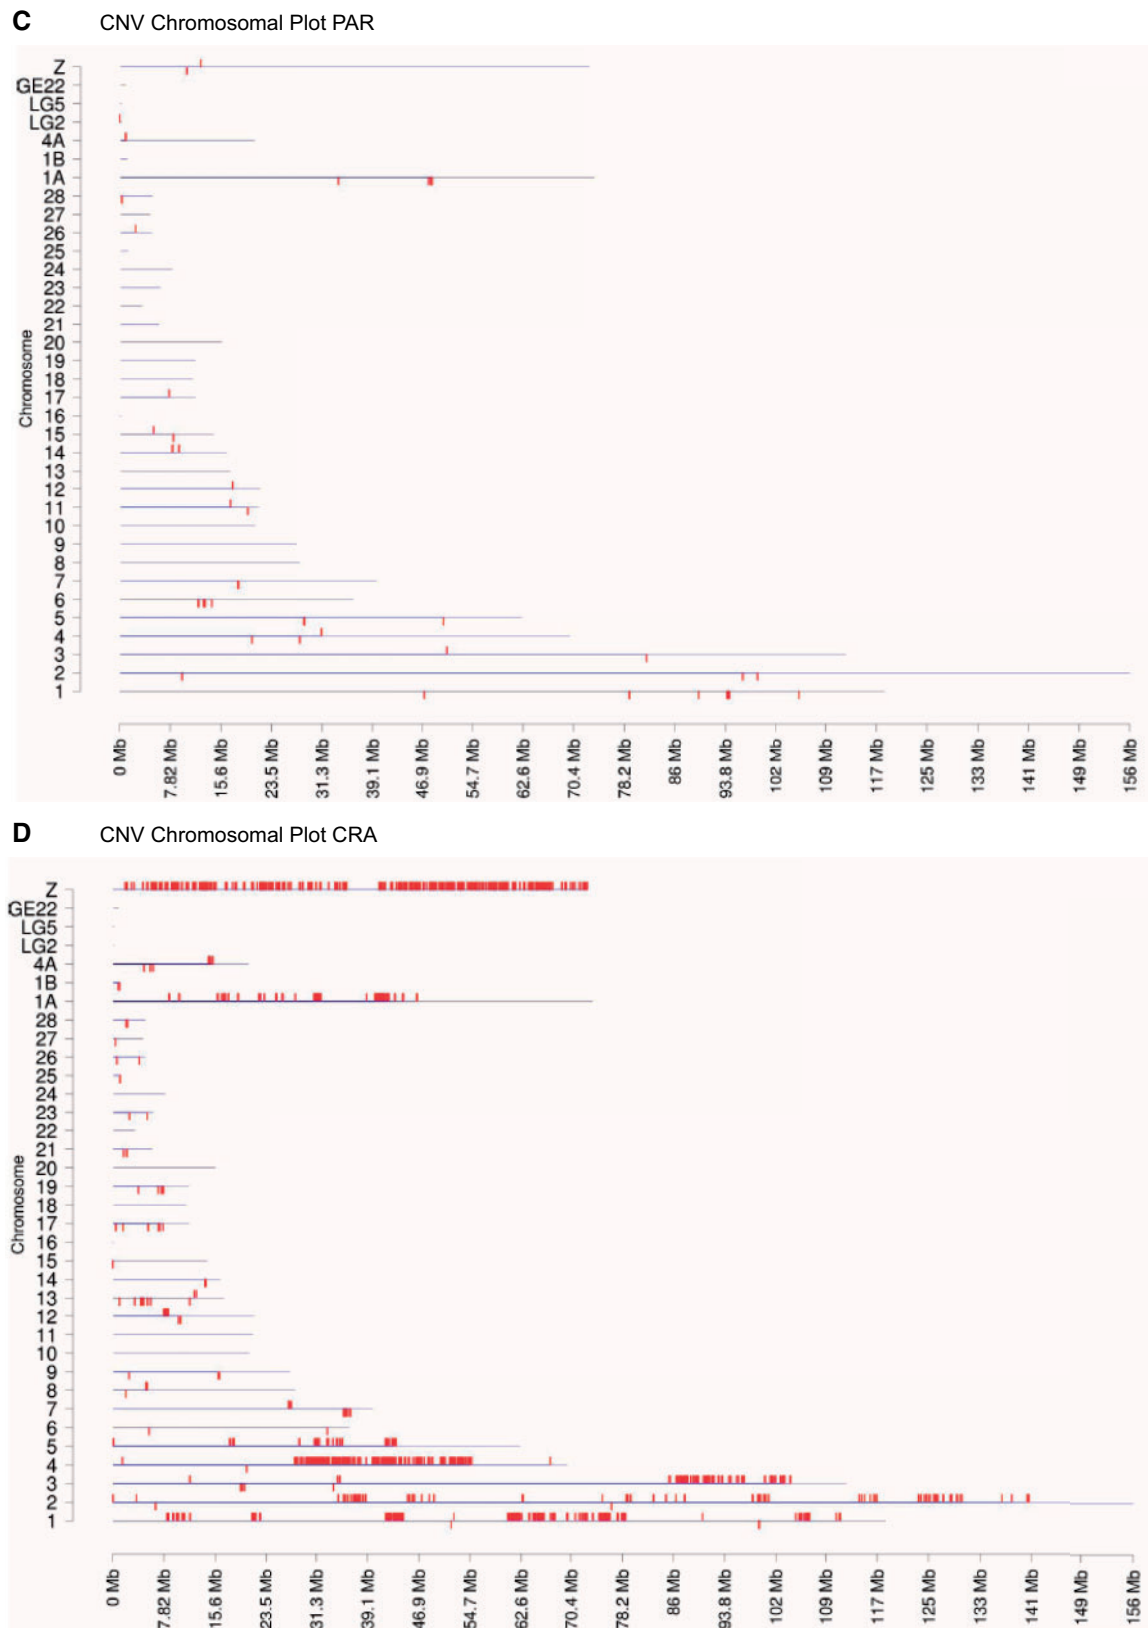 C CNV Chromosomal Plot PAR
Z
GE22
LG5
LG2
4A
1B
1A
28
27
26
25
24
23
22
21
20
19
18
17
16
15
14
13
12
11
10
9
8
7
6
5
4
3
2
1
Chromosome
0 Mb
7.82 Mb
15.6 Mb
23.5 Mb
31.3 Mb
39.1 Mb
46.9 Mb
54.7 Mb
62.6 Mb
70.4 Mb
78.2 Mb
86 Mb
93.8 Mb
102 Mb
109 Mb
117 Mb
125 Mb
133 Mb
141 Mb
149 Mb
156 Mb
D CNV Chromosomal Plot CRA
Z
GE22
LG5
LG2
4A
1B
1A
28
27
26
25
24
23
22
21
20
19
18
17
16
15
14
13
12
11
10
9
8
7
6
5
4
3
2
1
Chromosome
0 Mb
7.82 Mb
15.6 Mb
23.5 Mb
31.3 Mb
39.1 Mb
46.9 Mb
54.7 Mb
62.6 Mb
70.4 Mb
78.2 Mb
86 Mb
93.8 Mb
102 Mb
109 Mb
117 Mb
125 Mb
133 Mb
141 Mb
149 Mb
156 Mb